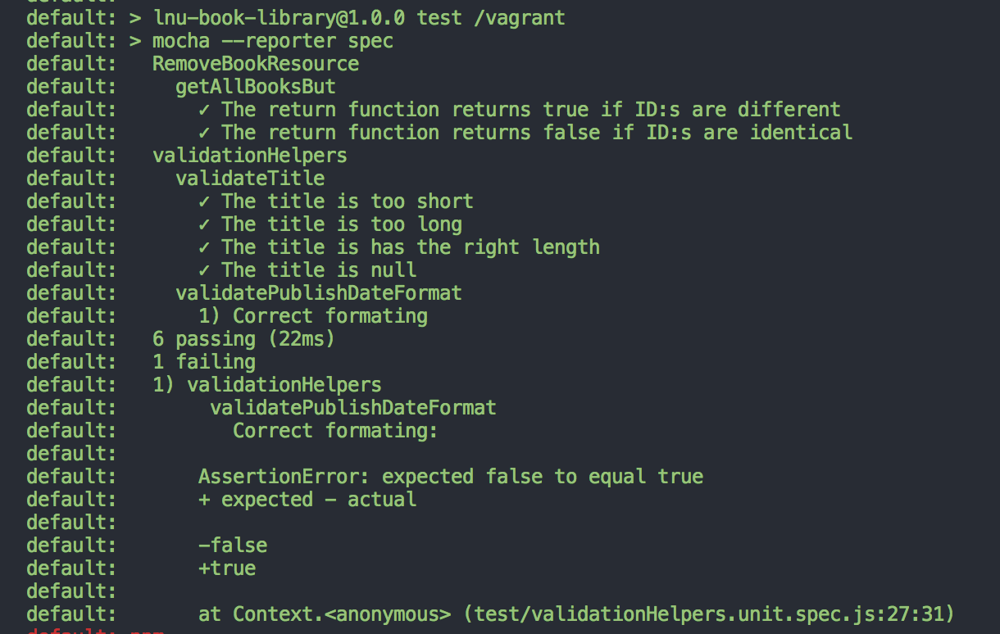 default:
default: > lnu-book-library@1.0.0 test /vagrant
default: > mocha --reporter spec
default: RemoveBookResource
default: getAllBooksBut
default: ✓ The return function returns true if ID:s are different
default: ✓ The return function returns false if ID:s are identical
default: validationHelpers
default: validateTitle
default: ✓ The title is too short
default: ✓ The title is too long
default: ✓ The title is has the right length
default: ✓ The title is null
default: validatePublishDateFormat
default: 1) Correct formating
default: 6 passing (22ms)
default: 1 failing
default: 1) validationHelpers
default: validatePublishDateFormat
default: Correct formating:
default:
default: AssertionError: expected false to equal true
default: + expected - actual
default:
default: -false
default: +true
default:
default: at Context.<anonymous> (test/validationHelpers.unit.spec.js:27:31)